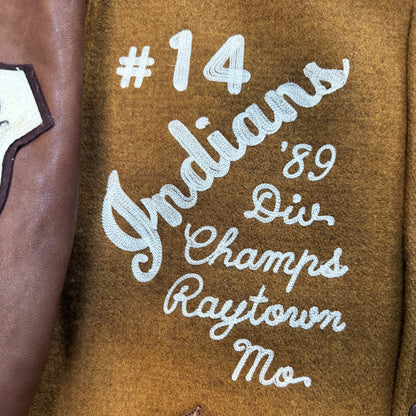 #14
Indians
'89
Div.
Champs
Raytown
Mo.